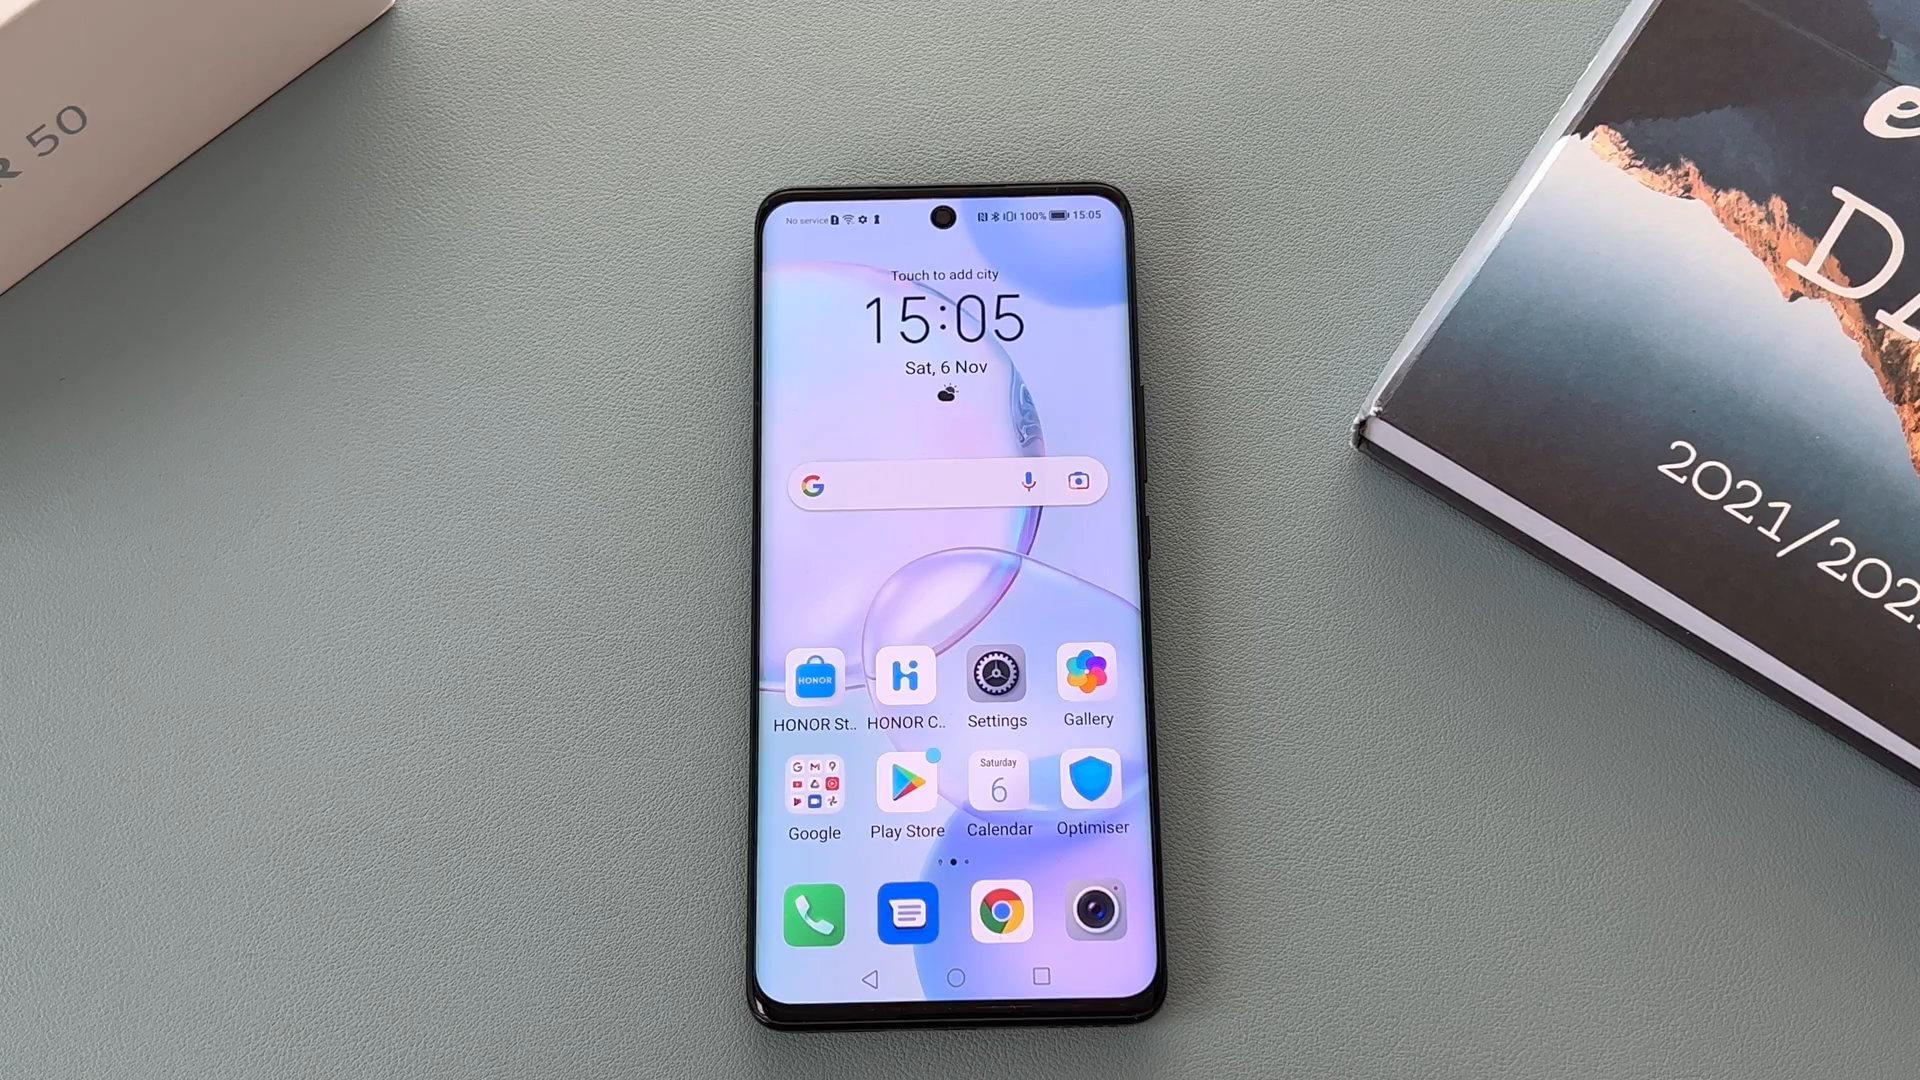 R 50
No service
100% 15:05
Touch to add city
15:05
Sat, 6 Nov
HONOR
HONOR St..
HONOR C..
Settings
Gallery
Saturday
6
Google
Play Store
Calendar
Optimiser
e
D
2021/202